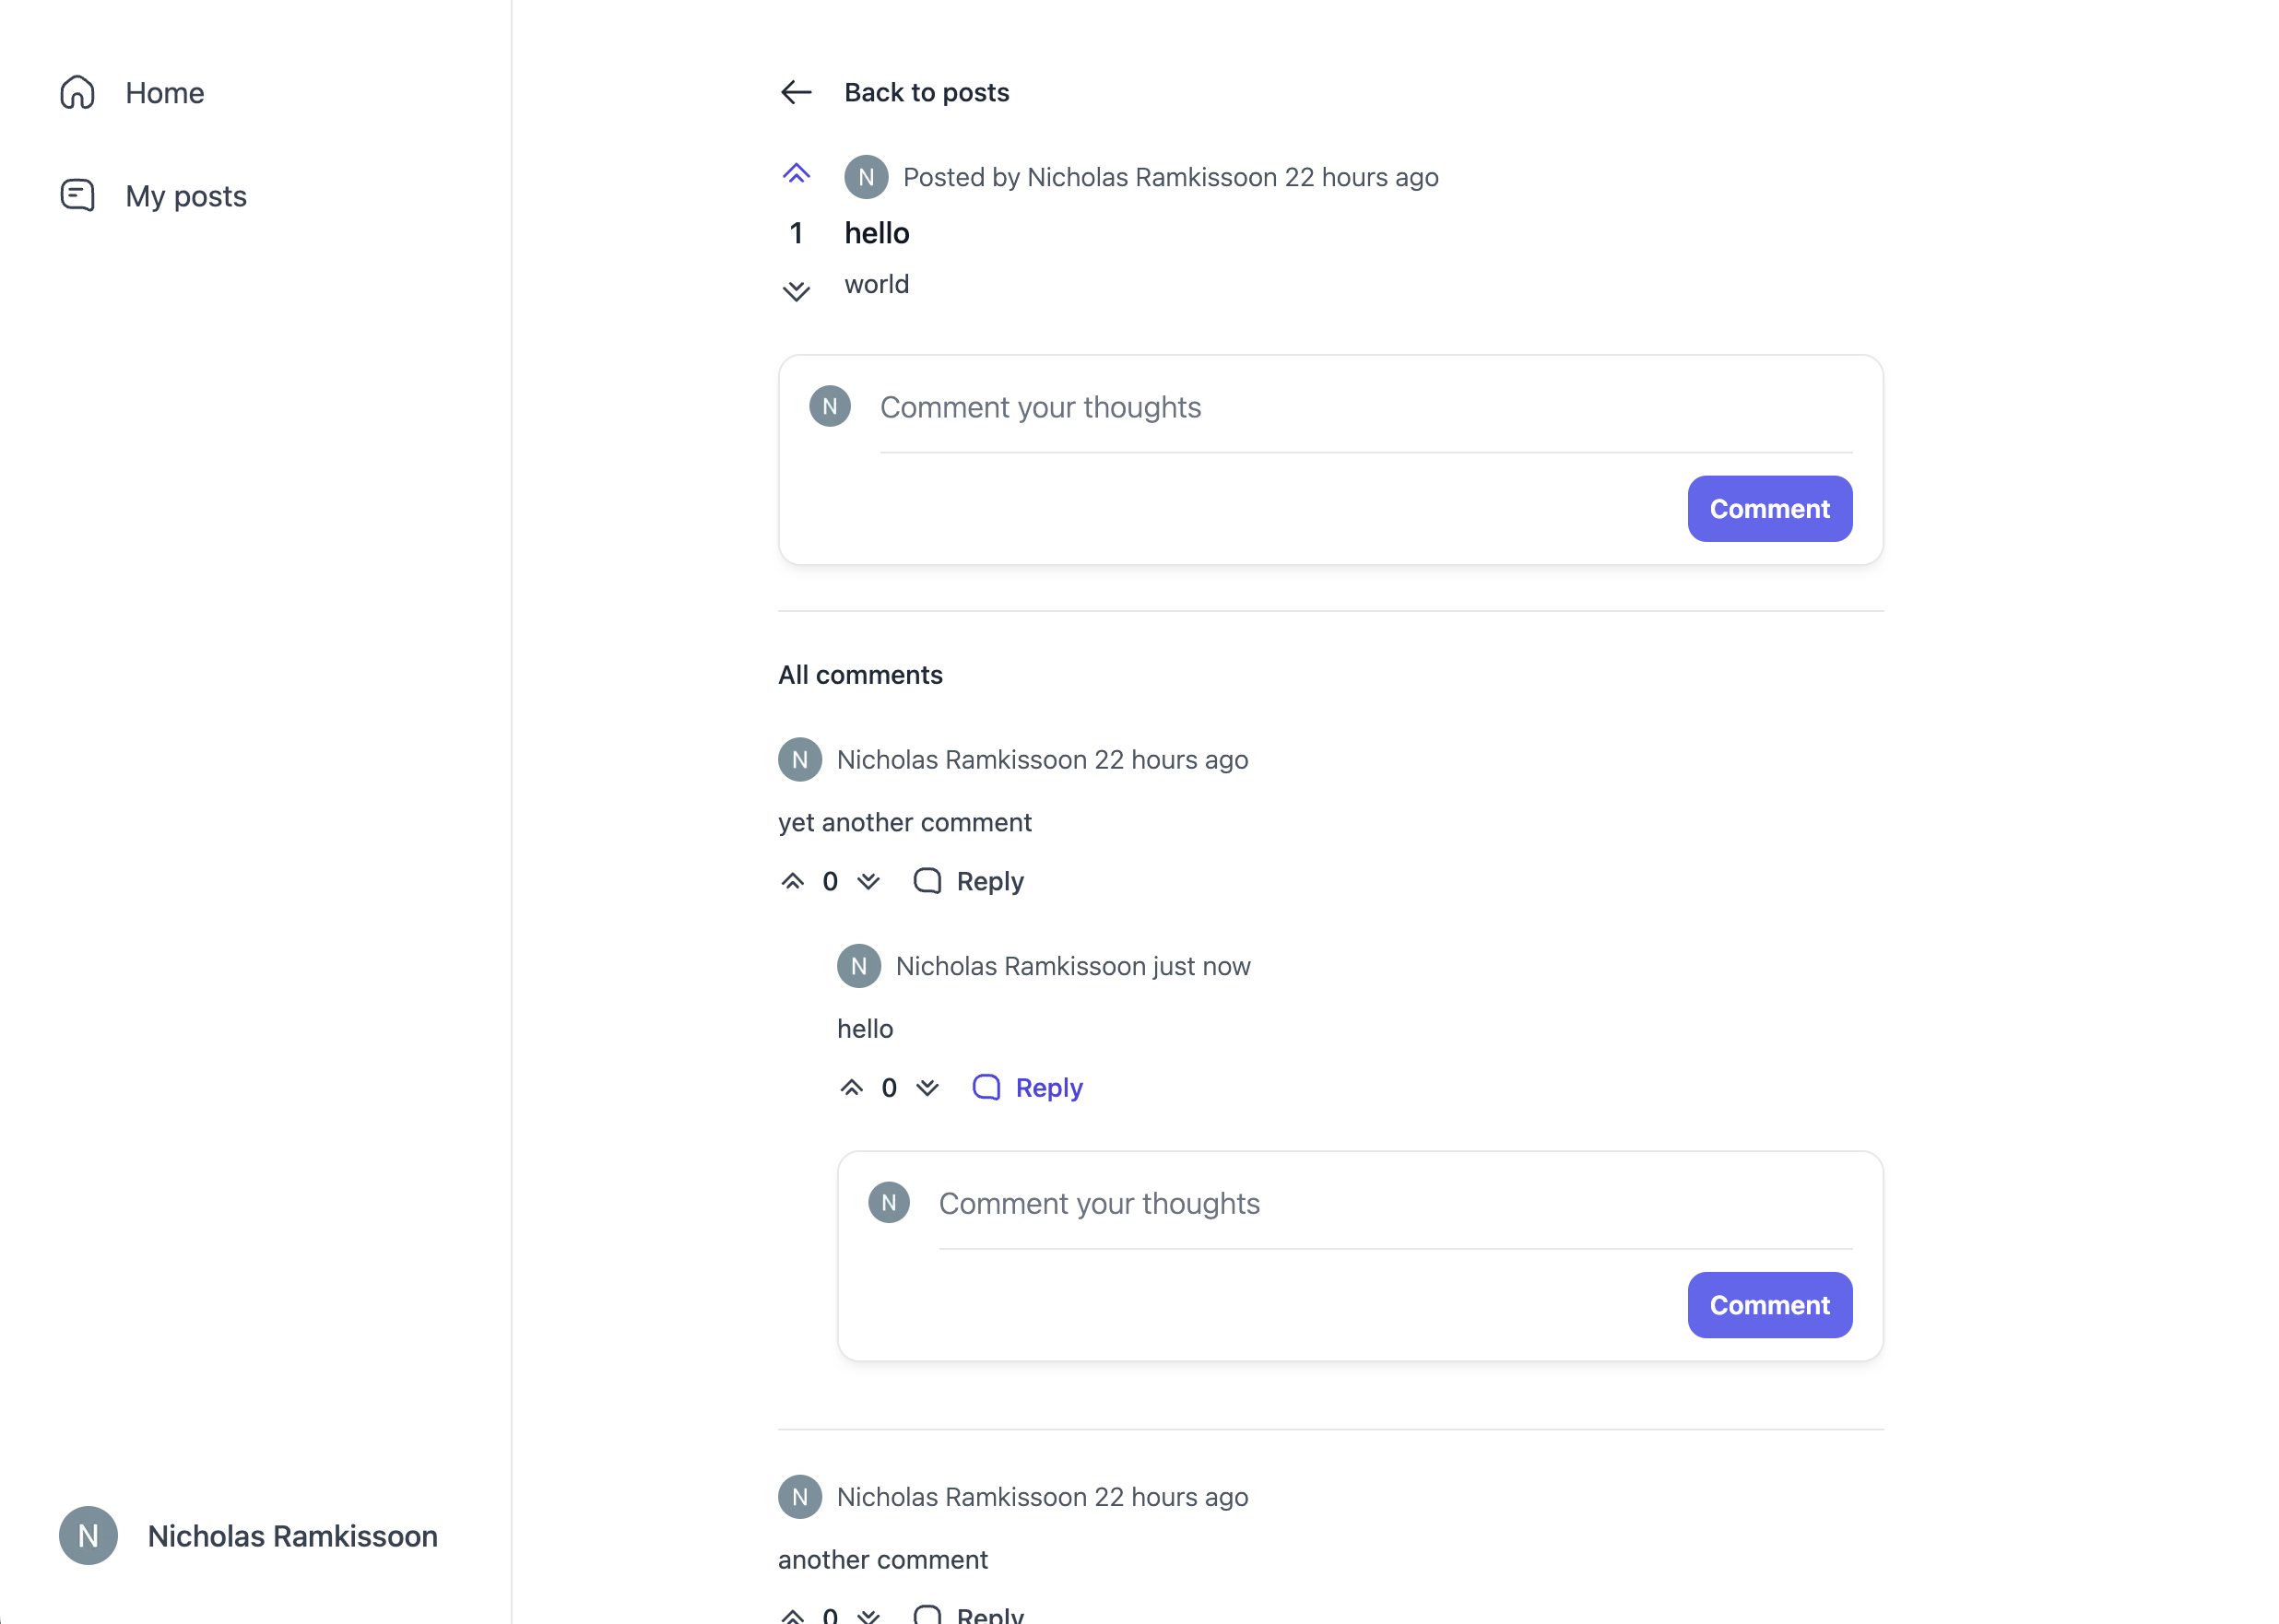 Home
My posts
Back to posts
N Posted by Nicholas Ramkissoon 22 hours ago
1 hello
world
N Comment your thoughts
Comment
All comments
N Nicholas Ramkissoon 22 hours ago
yet another comment
0 Reply
N Nicholas Ramkissoon just now
hello
0 Reply
N Comment your thoughts
Comment
N Nicholas Ramkissoon 22 hours ago
another comment
0 Reply
N Nicholas Ramkissoon